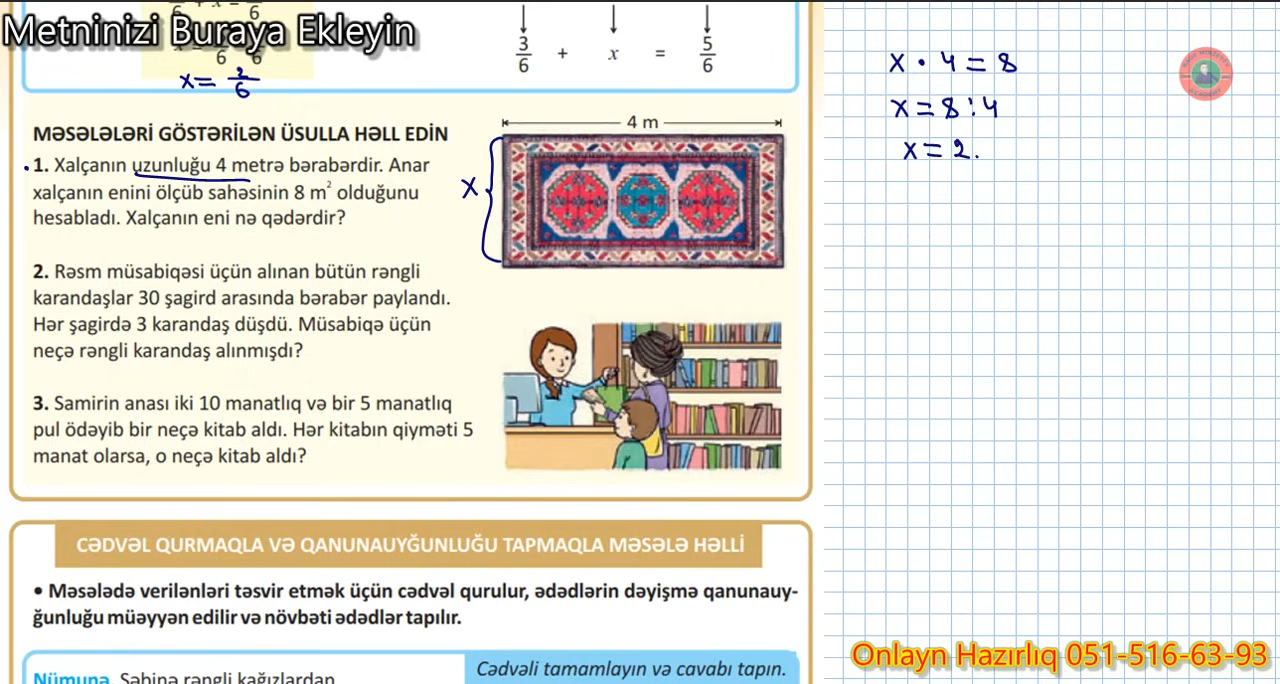 Metninizi Buraya Ekleyin
x = 2/6
3/6 + x = 5/6
MƏSƏLƏLƏRİ GÖSTƏRİLƏN ÜSULLA HƏLL EDİN
1. Xalçanın uzunluğu 4 metrə bərabərdir. Anar
xalçanın enini ölçüb sahəsinin 8 m² olduğunu
hesabladı. Xalçanın eni nə qədərdir?
4 m
x
2. Rəsm müsabiqəsi üçün alınan bütün rəngli
karandaşlar 30 şagird arasında bərabər paylandı.
Hər şagirdə 3 karandaş düşdü. Müsabiqə üçün
neçə rəngli karandaş alınmışdı?
3. Samirin anası iki 10 manatlıq və bir 5 manatlıq
pul ödəyib bir neçə kitab aldı. Hər kitabın qiyməti 5
manat olarsa, o neçə kitab aldı?
CƏDVƏL QURMAQLA VƏ QANUNAUYĞUNLUĞU TAPMAQLA MƏSƏLƏ HƏLLİ
• Məsələdə verilənləri təsvir etmək üçün cədvəl qurulur, ədədlərin dəyişmə qanunauy-
ğunluğu müəyyən edilir və növbəti ədədlər tapılır.
Nümunə. Səbinə rəngli kağızlardan
Cədvəli tamamlayın və cavabı tapın.
x · 4 = 8
x = 8 : 4
x = 2.
Onlayn Hazırlıq 051-516-63-93